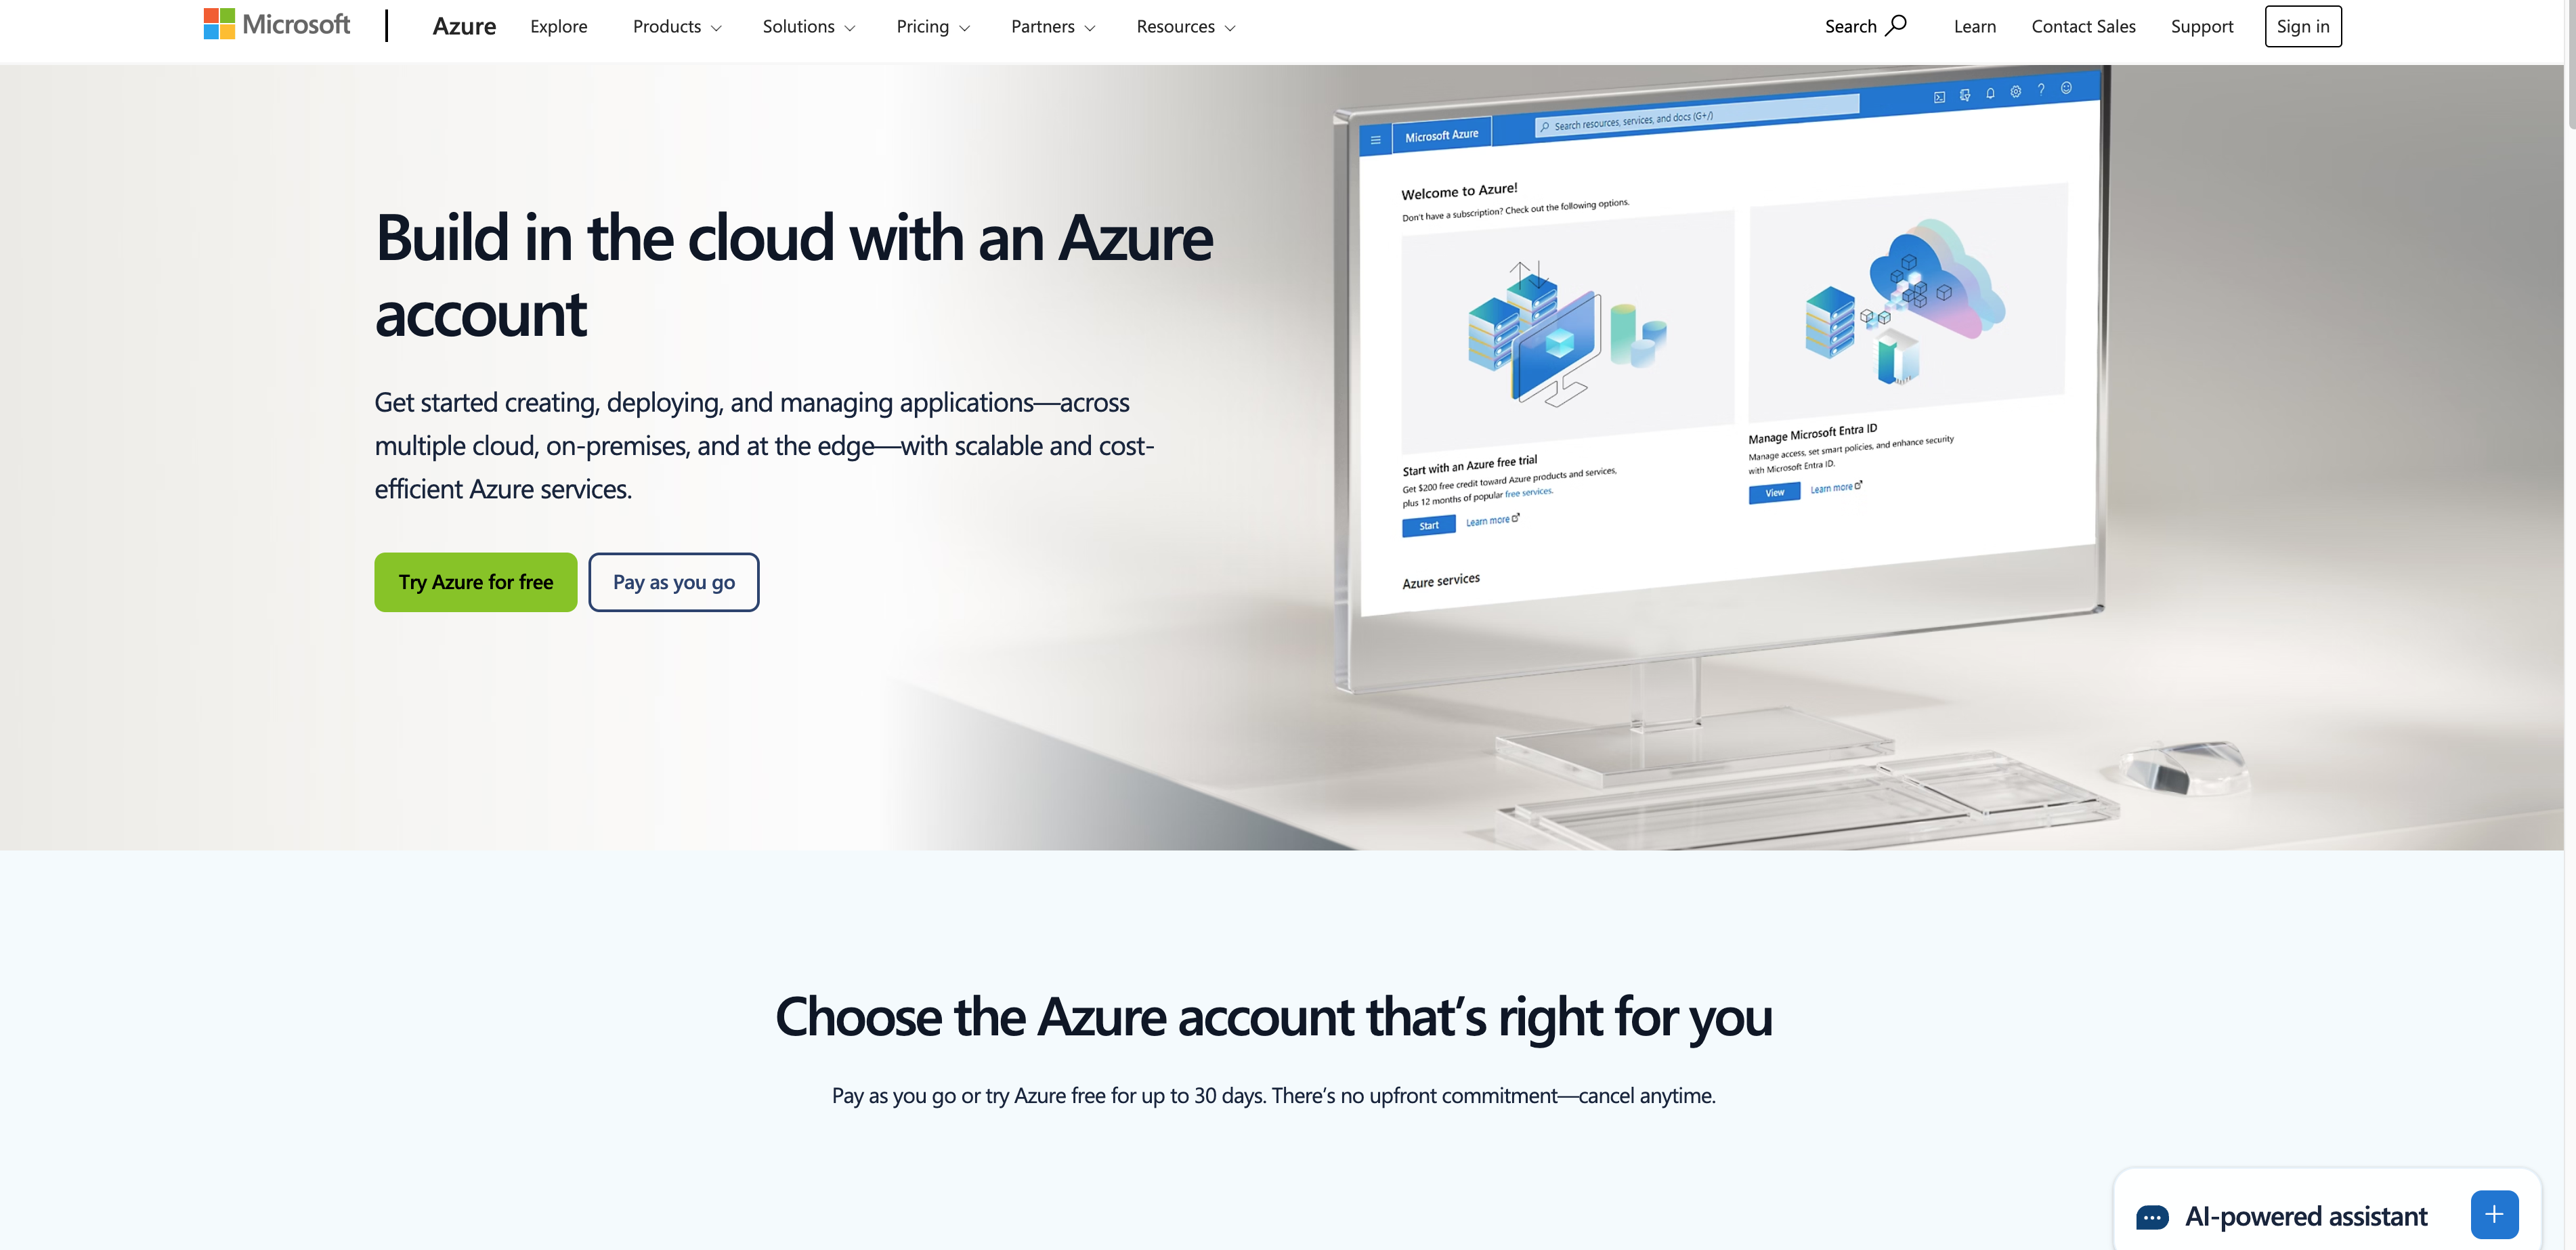 Microsoft
Azure
Explore
Products
Solutions
Pricing
Partners
Resources
Search
Learn
Contact Sales
Support
Sign in
Build in the cloud with an Azure
account
Get started creating, deploying, and managing applications—across
multiple cloud, on-premises, and at the edge—with scalable and cost-
efficient Azure services.
Try Azure for free
Pay as you go
Microsoft Azure
Search resources, services, and docs (G+/)
Welcome to Azure!
Don't have a subscription? Check out the following options.
Start with an Azure free trial
Get $200 free credit toward Azure products and services,
plus 12 months of popular free services.
Start
Learn more
Manage Microsoft Entra ID
Manage access, set smart policies, and enhance security
with Microsoft Entra ID.
View
Learn more
Azure services
Choose the Azure account that’s right for you
Pay as you go or try Azure free for up to 30 days. There’s no upfront commitment—cancel anytime.
AI-powered assistant